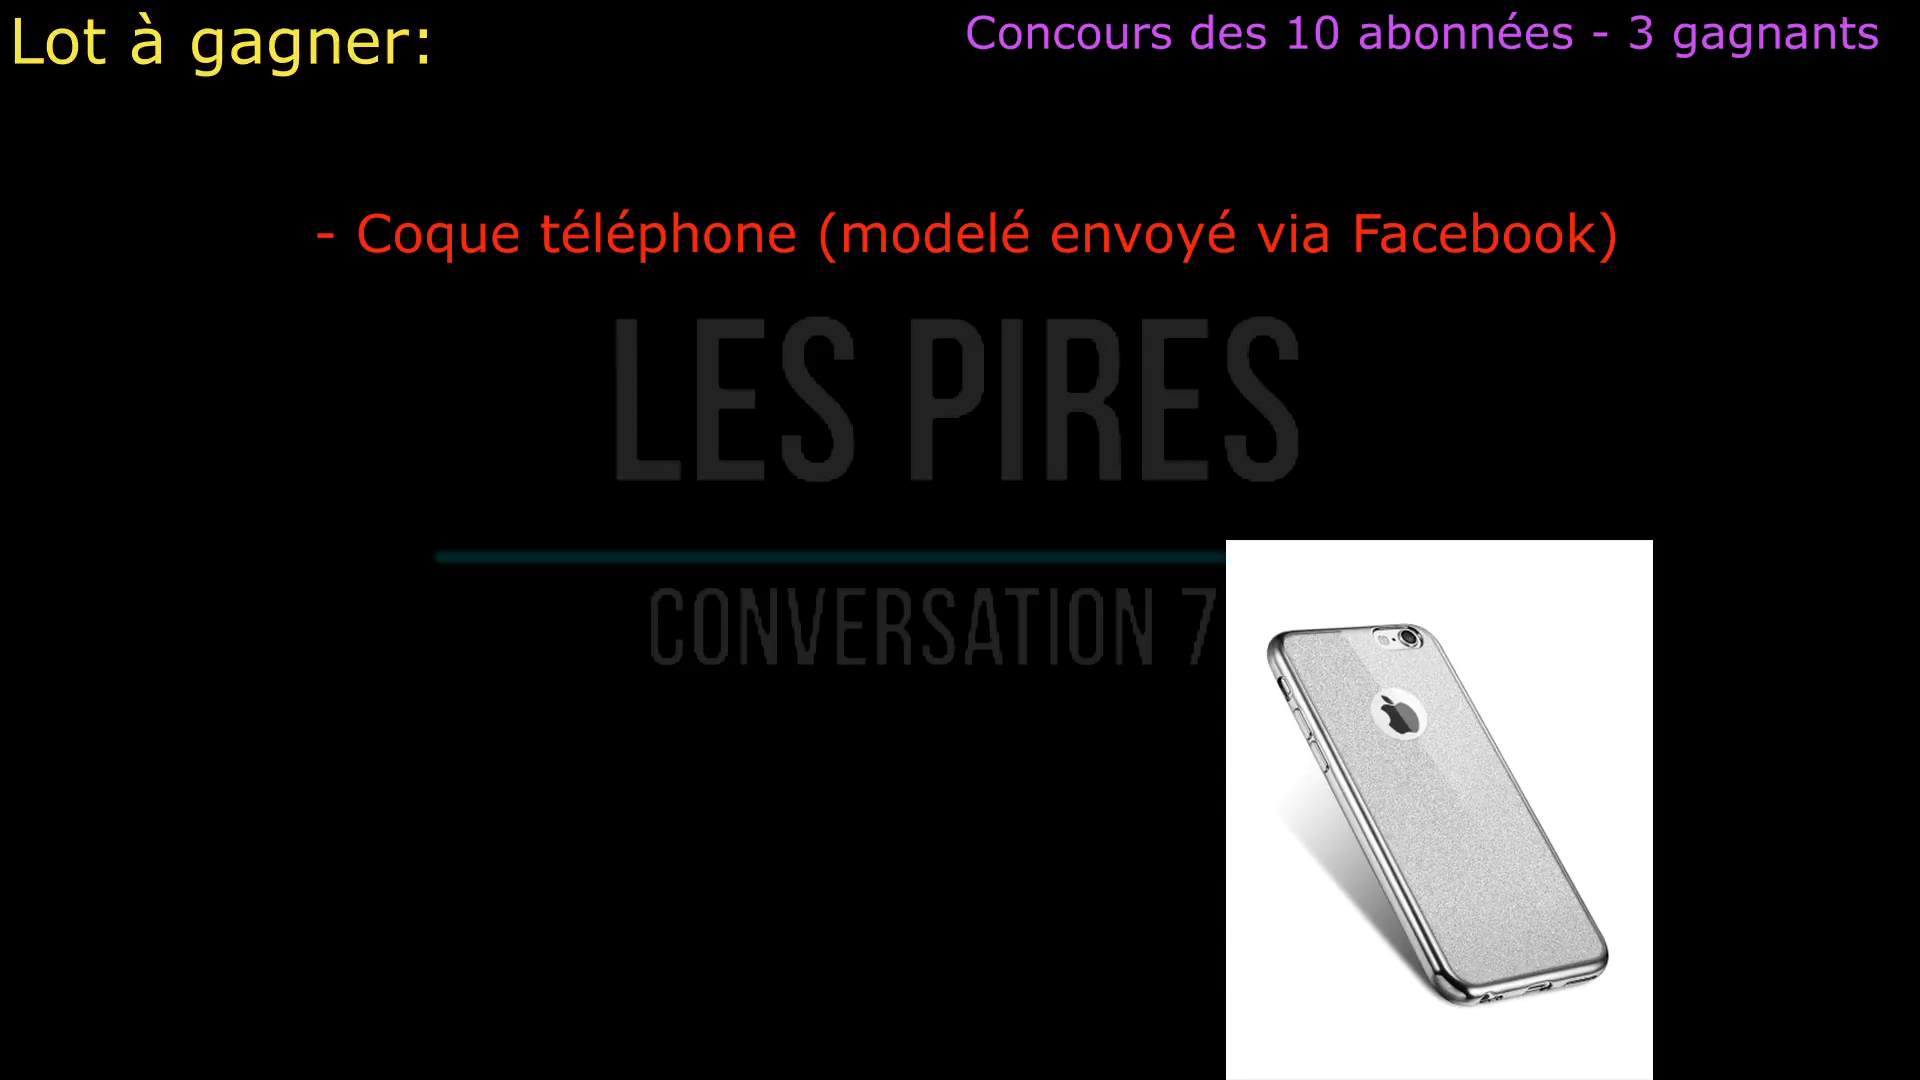 Lot à gagner:
Concours des 10 abonnées - 3 gagnants
- Coque téléphone (modelé envoyé via Facebook)
LES PIRES
CONVERSATION 7